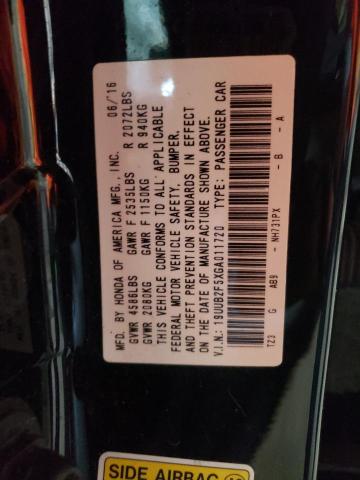 MFD. BY HONDA OF AMERICA MFG., INC. 06/16
GVWR 4586LBS GAWR F 2535LBS R 2072LBS
GVWR 2080KG GAWR F 1150KG R 940KG
THIS VEHICLE CONFORMS TO ALL APPLICABLE
FEDERAL MOTOR VEHICLE SAFETY, BUMPER,
AND THEFT PREVENTION STANDARDS IN EFFECT
ON THE DATE OF MANUFACTURE SHOWN ABOVE.
V.I.N.: 19UUB2F5XGA011720 TYPE: PASSENGER CAR
TZ3 G AB9 - NH731PX - B - A
SIDE AIRBAG